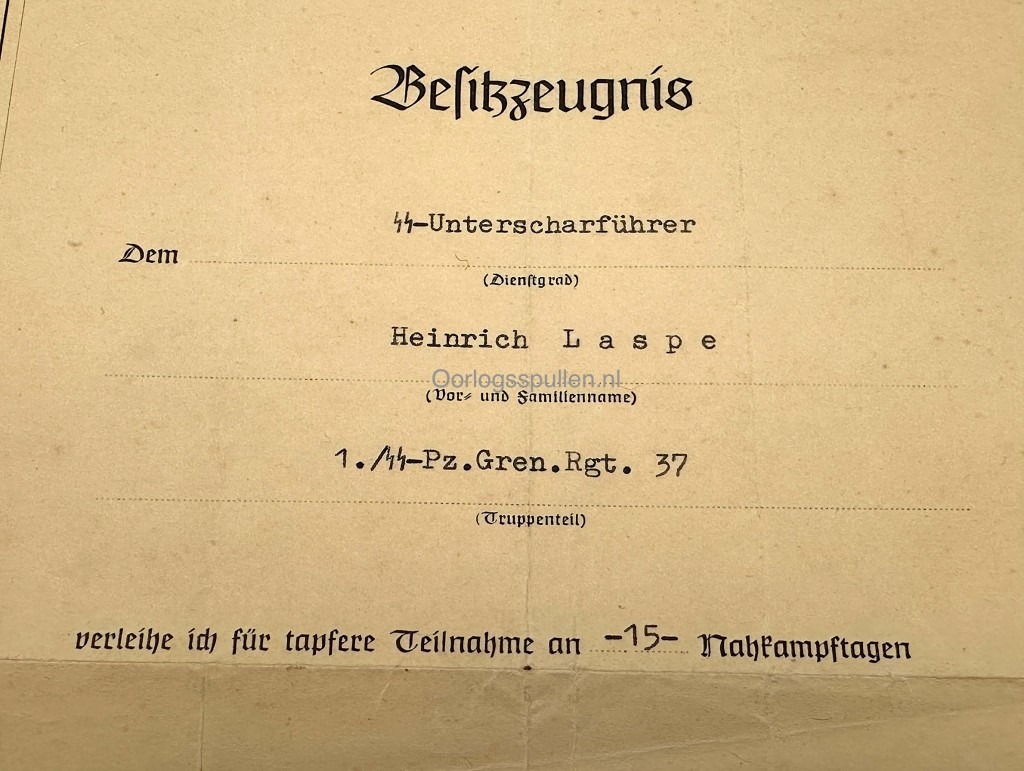 Besitzzeugnis
ᛋᛋ-Unterscharführer
Dem
(Dienstgrad)
Heinrich L a s p e
Oorlogsspullen.nl
(Vor- und Familienname)
1./ᛋᛋ-Pz.Gren.Rgt. 37
(Truppenteil)
verleihe ich für tapfere Teilnahme an -15- Nahkampftagen